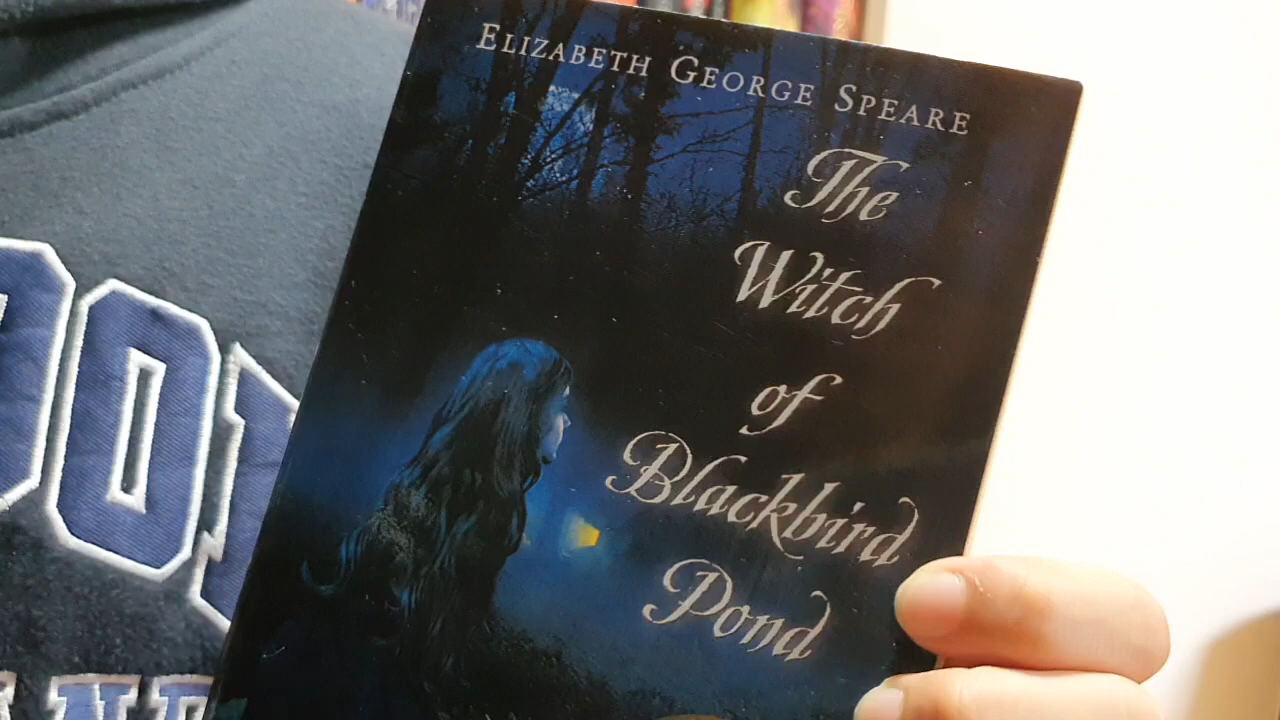 ELIZABETH GEORGE SPEARE
The
Witch
of
Blackbird
Pond